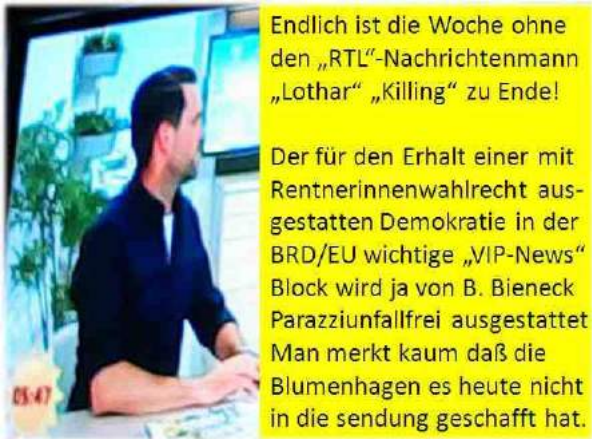 Endlich ist die Woche ohne
den „RTL“-Nachrichtenmann
„Lothar“ „Killing“ zu Ende!
Der für den Erhalt einer mit
Rentnerinnenwahlrecht aus-
gestatten Demokratie in der
BRD/EU wichtige „VIP-News“
Block wird ja von B. Bieneck
Parazziunfallfrei ausgestattet
Man merkt kaum daß die
Blumenhagen es heute nicht
in die sendung geschafft hat.
05:47